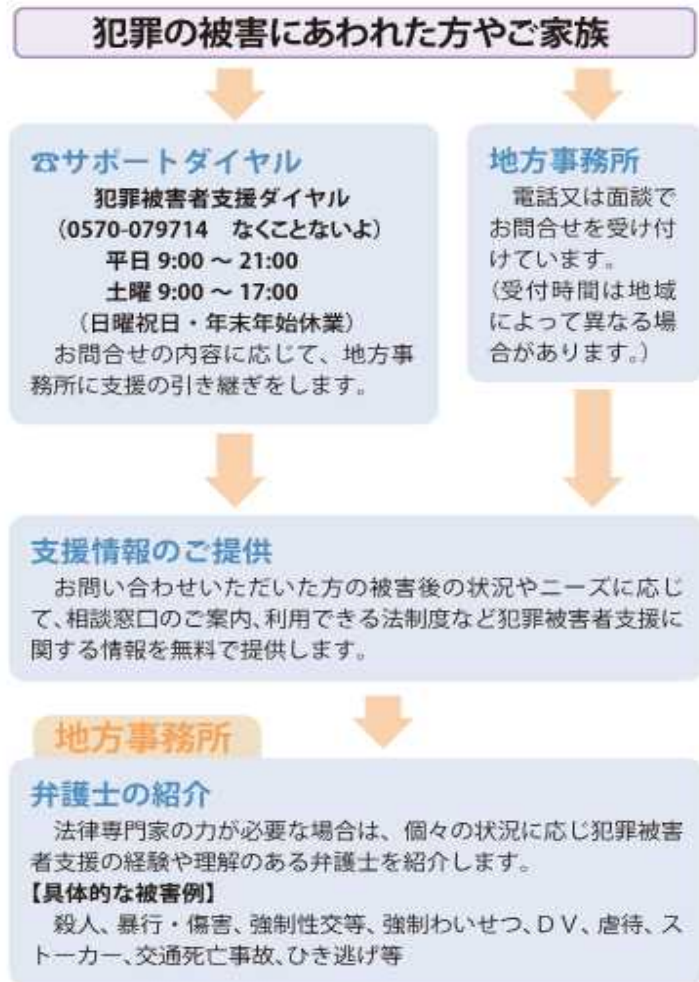 犯罪の被害にあわれた方やご家族
☎サポートダイヤル
犯罪被害者支援ダイヤル
（0570-079714　なくことないよ）
平日 9:00 ～ 21:00
土曜 9:00 ～ 17:00
（日曜祝日・年末年始休業）
　お問合せの内容に応じて、地方事
務所に支援の引き継ぎをします。
地方事務所
　電話又は面談で
お問合せを受け付
けています。
（受付時間は地域
によって異なる場
合があります。）
支援情報のご提供
　お問い合わせいただいた方の被害後の状況やニーズに応じ
て、相談窓口のご案内、利用できる法制度など犯罪被害者支援に
関する情報を無料で提供します。
地方事務所
弁護士の紹介
　法律専門家の力が必要な場合は、個々の状況に応じ犯罪被害
者支援の経験や理解のある弁護士を紹介します。
【具体的な被害例】
　殺人、暴行・傷害、強制性交等、強制わいせつ、ＤＶ、虐待、ス
トーカー、交通死亡事故、ひき逃げ等